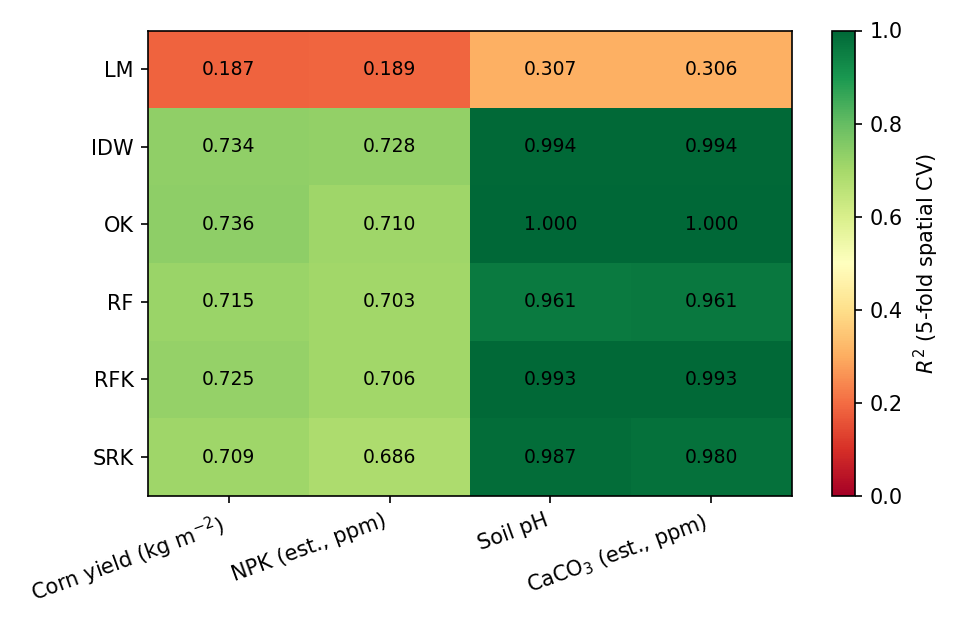 LM 0.187 0.189 0.307 0.306
IDW 0.734 0.728 0.994 0.994
OK 0.736 0.710 1.000 1.000
RF 0.715 0.703 0.961 0.961
RFK 0.725 0.706 0.993 0.993
SRK 0.709 0.686 0.987 0.980
Corn yield (kg m⁻²)
NPK (est., ppm)
Soil pH
CaCO₃ (est., ppm)
1.0
0.8
0.6
0.4
0.2
0.0
R² (5-fold spatial CV)